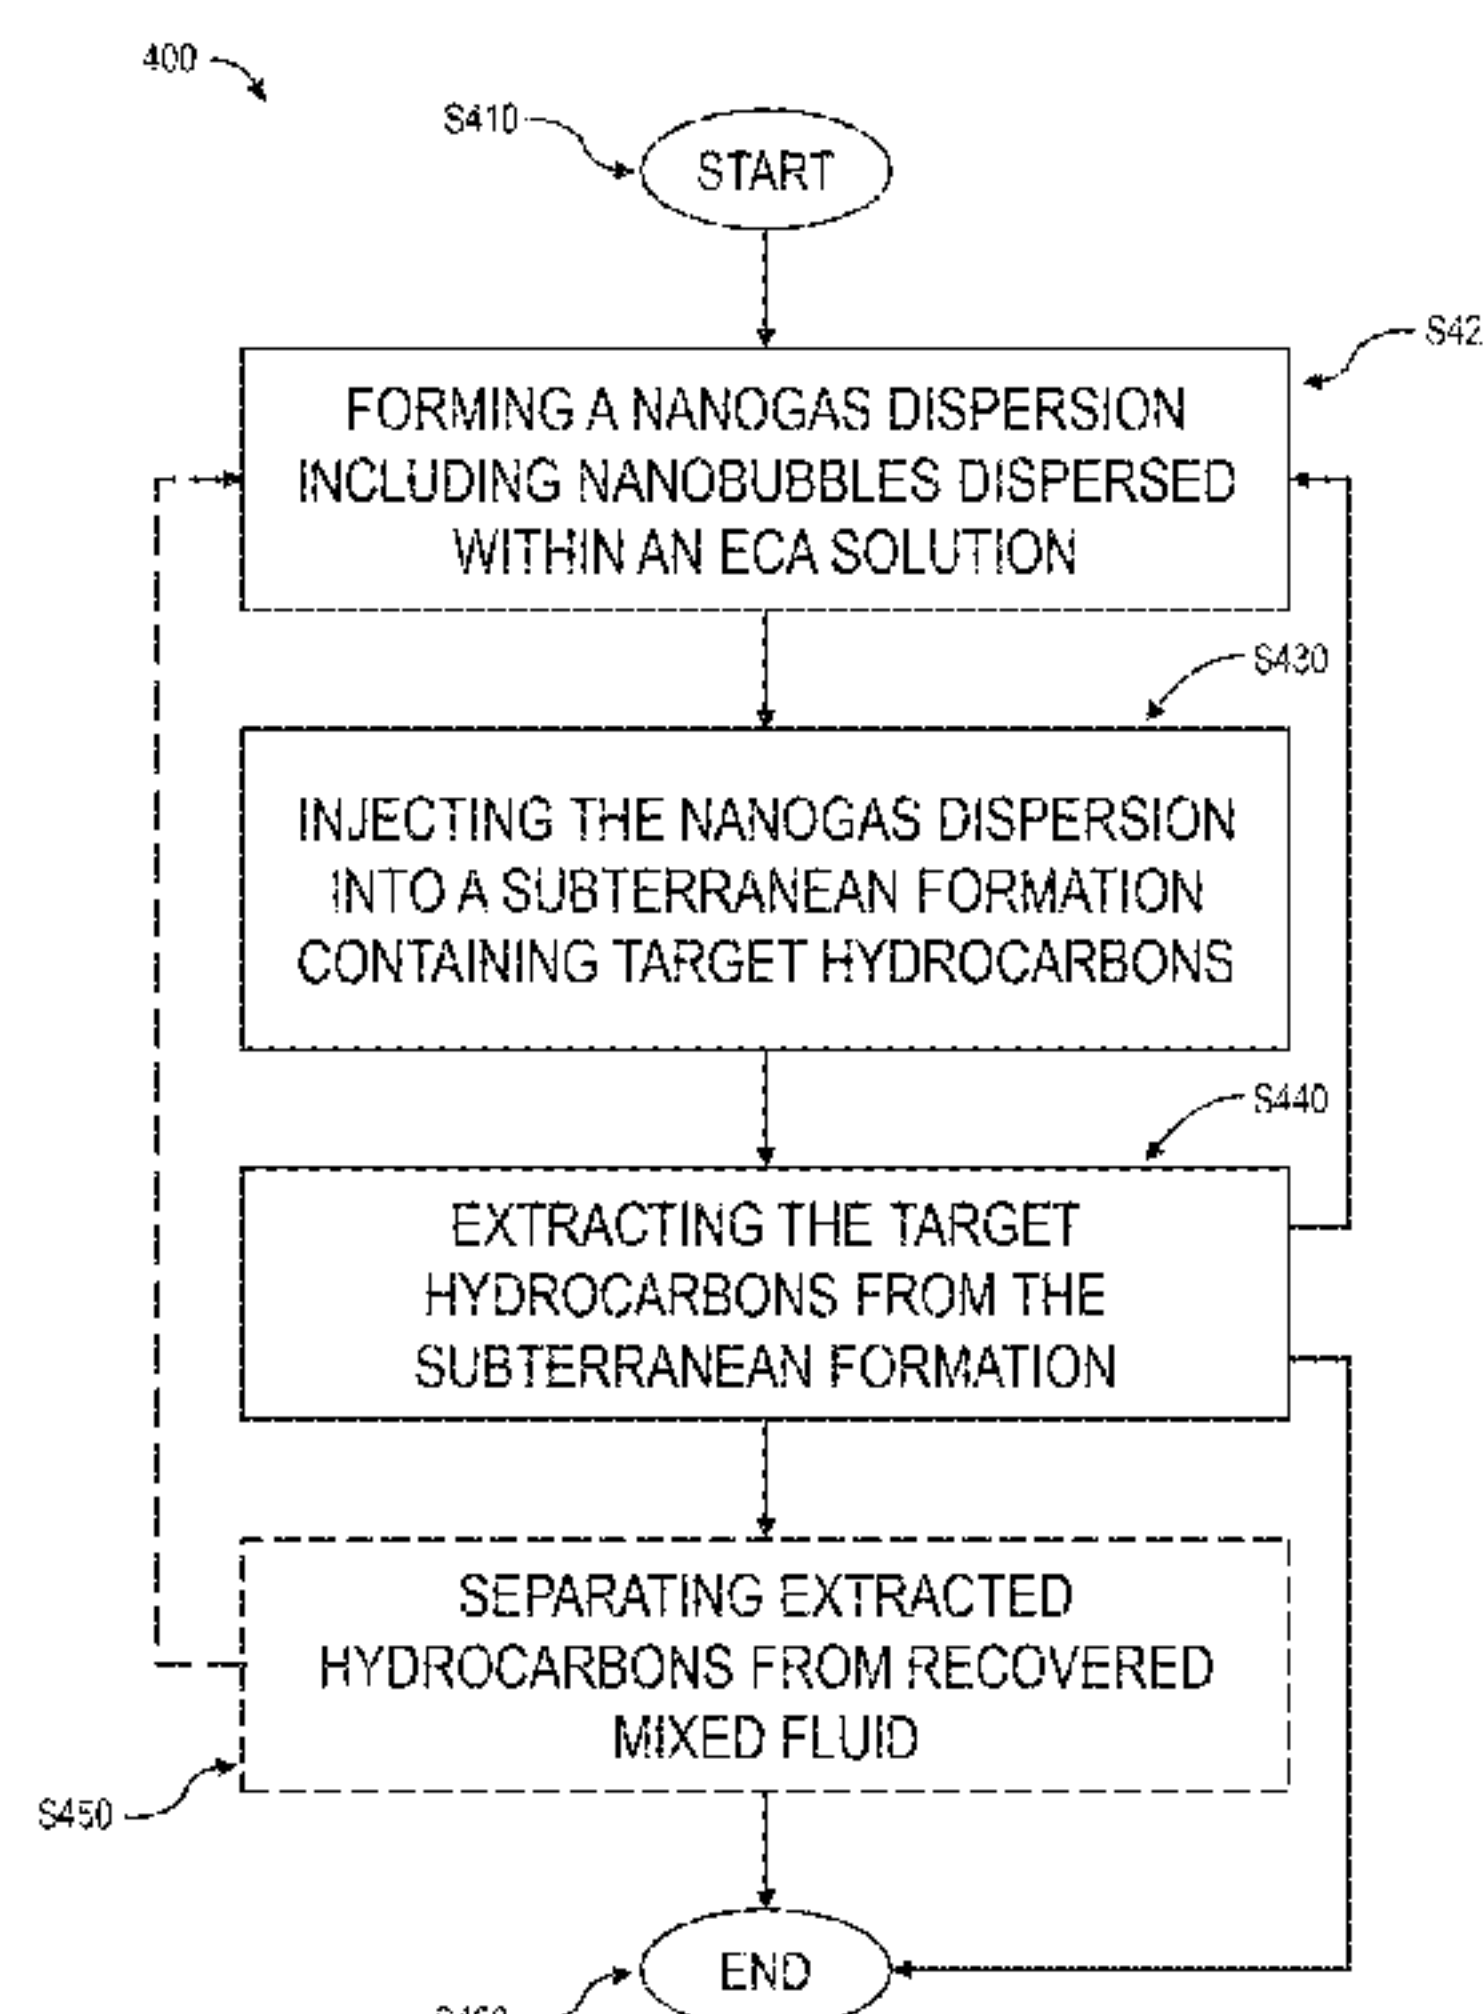 400
S410
START
S42
FORMING A NANOGAS DISPERSION
INCLUDING NANOBUBBLES DISPERSED
WITHIN AN ECA SOLUTION
S430
INJECTING THE NANOGAS DISPERSION
INTO A SUBTERRANEAN FORMATION
CONTAINING TARGET HYDROCARBONS
S440
EXTRACTING THE TARGET
HYDROCARBONS FROM THE
SUBTERRANEAN FORMATION
SEPARATING EXTRACTED
HYDROCARBONS FROM RECOVERED
MIXED FLUID
S450
END